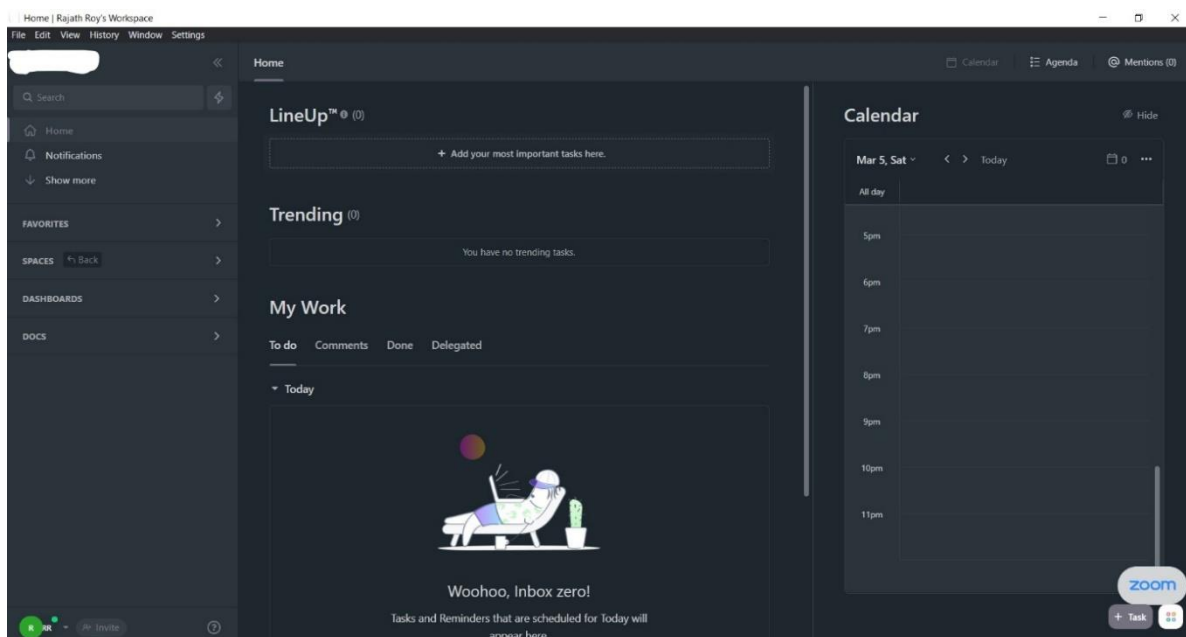 Home | Rajath Roy's Workspace
File Edit View History Window Settings
Search
Home
Notifications
Show more
FAVORITES
SPACES Back
DASHBOARDS
DOCS
R RR Invite
Home
Calendar Agenda Mentions (0)
LineUp™ (0)
+ Add your most important tasks here.
Trending (0)
You have no trending tasks.
My Work
To do Comments Done Delegated
Today
Woohoo, Inbox zero!
Tasks and Reminders that are scheduled for Today will
appear here.
Calendar Hide
Mar 5, Sat Today 0
All day
5pm
6pm
7pm
8pm
9pm
10pm
11pm
zoom
+ Task